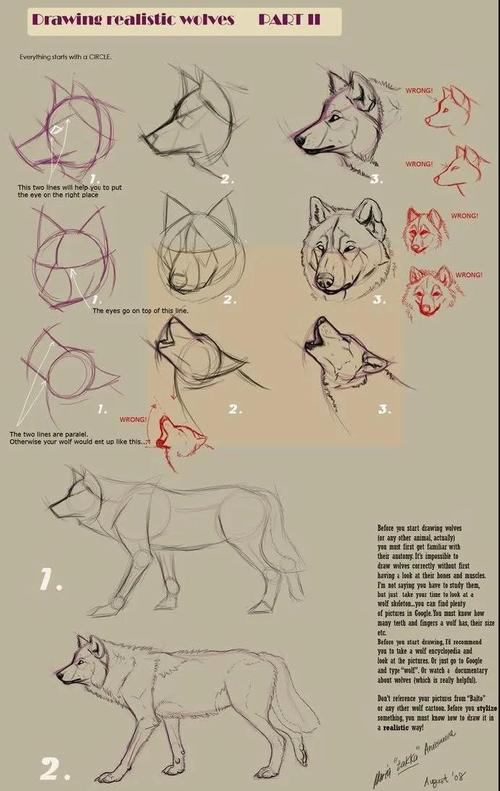 Drawing realistic wolves PART II
Everything starts with a CIRCLE.
WRONG!
WRONG!
1. 2. 3.
This two lines will help you to put
the eye on the right place
WRONG!
WRONG!
1. 2. 3.
The eyes go on top of this line.
1. 2. 3.
WRONG!
The two lines are paralel.
Otherwise your wolf would ent up like this...
1.
Before you start drawing wolves
(or any other animal, actually)
you must first get familiar with
their anatomy. It's impossible to
draw wolves correctly without first
having a look at their bones and muscles.
I'm not saying you have to study them,
but just take your time to look at a
wolf skeleton...you can find plenty
of pictures in Google. You must know how
many teeth and fingers a wolf has, their size
etc.
Before you start drawing, I'd recommend
you to take a wolf encyclopedia and
look at the pictures. Or just go to Google
and type "wolf". Or watch a documentary
about wolves (which is really helpful).
Don't reference your pictures from "Balto"
or any other wolf cartoon. Before you stylize
something, you must know how to draw it in
a realistic way!
2.
August '08